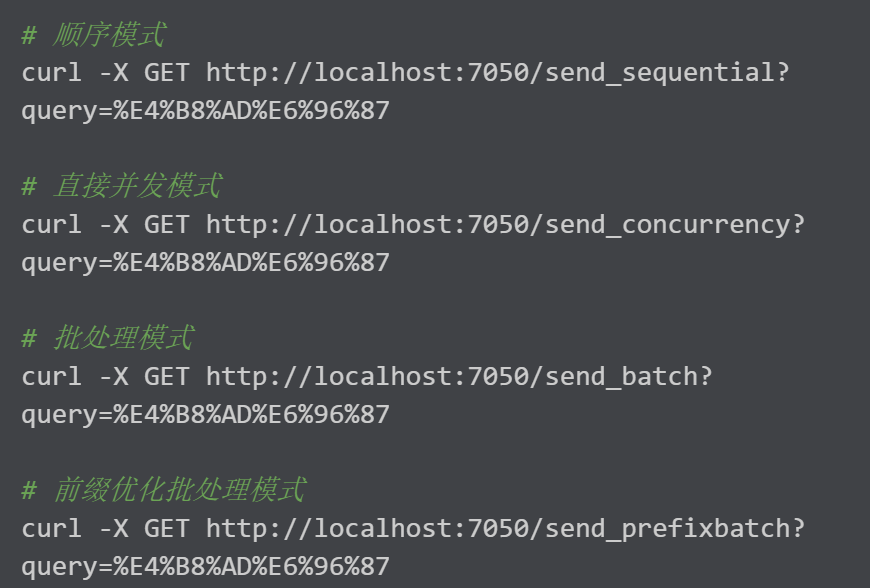 # 顺序模式
curl -X GET http://localhost:7050/send_sequential?
query=%E4%B8%AD%E6%96%87
# 直接并发模式
curl -X GET http://localhost:7050/send_concurrency?
query=%E4%B8%AD%E6%96%87
# 批处理模式
curl -X GET http://localhost:7050/send_batch?
query=%E4%B8%AD%E6%96%87
# 前缀优化批处理模式
curl -X GET http://localhost:7050/send_prefixbatch?
query=%E4%B8%AD%E6%96%87